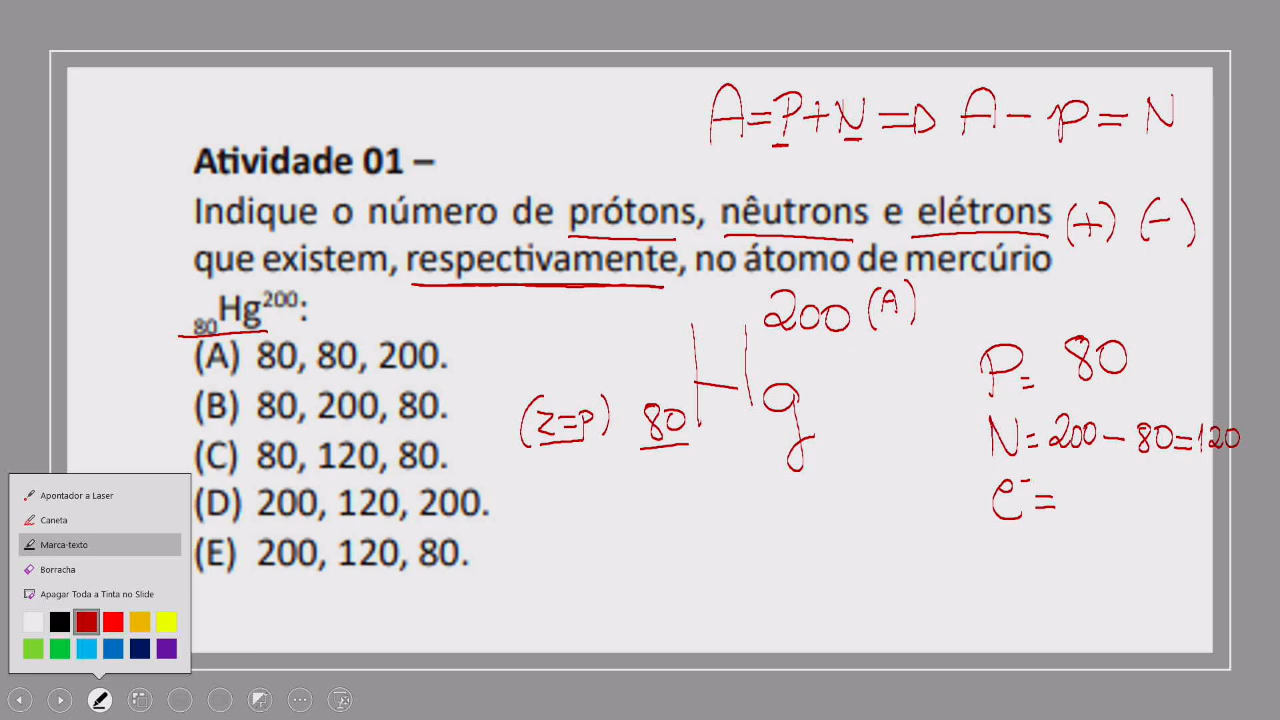 A=P+N⇒ A-P=N
Atividade 01 –
Indique o número de prótons, nêutrons e elétrons (+) (-)
que existem, respectivamente, no átomo de mercúrio
80Hg200:
200 (A)
(Z=P) 80 Hg
(A) 80, 80, 200.
(B) 80, 200, 80.
(C) 80, 120, 80.
(D) 200, 120, 200.
(E) 200, 120, 80.
P= 80
N= 200-80=120
e-=
Apontador a Laser
Caneta
Marca-texto
Borracha
Apagar Toda a Tinta no Slide